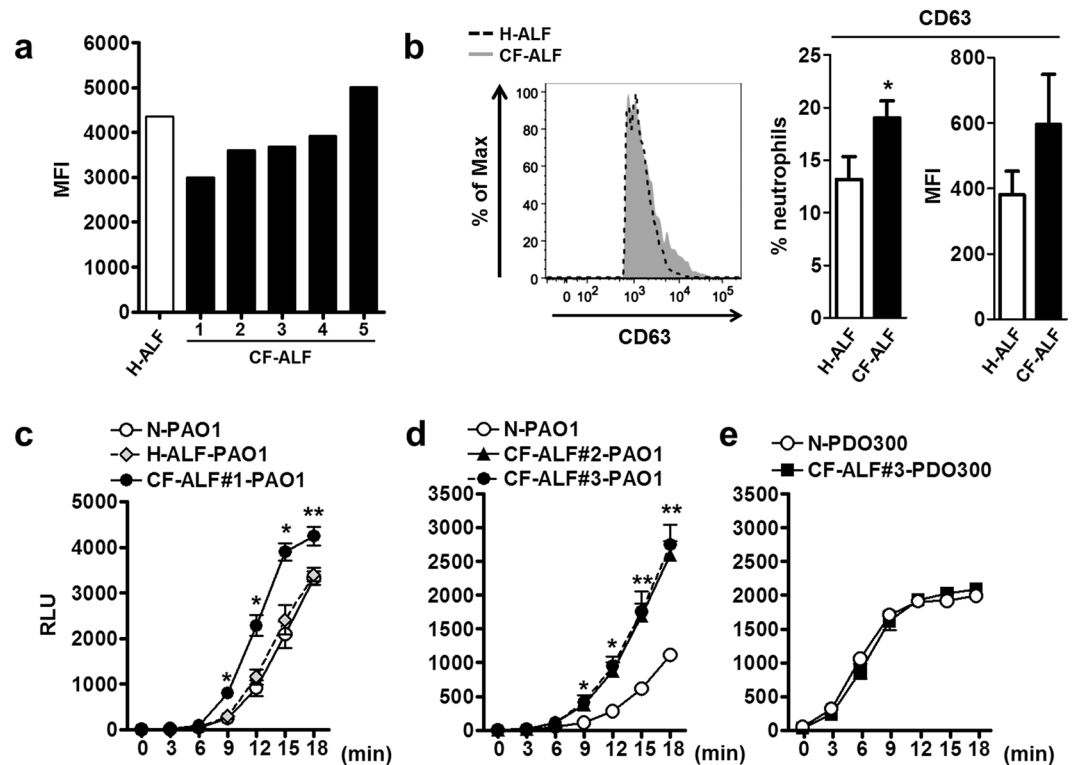 a
6000
5000
4000
3000
2000
1000
0
MFI
H-ALF
1 2 3 4 5
CF-ALF
b
H-ALF
CF-ALF
% of Max
100
80
60
40
20
0
0 10² 10³ 10⁴ 10⁵
CD63
CD63
% neutrophils
25
20
15
10
5
0
*
H-ALF
CF-ALF
MFI
800
600
400
200
0
H-ALF
CF-ALF
c
N-PAO1
H-ALF-PAO1
CF-ALF#1-PAO1
RLU
5000
4000
3000
2000
1000
0
* * * **
0 3 6 9 12 15 18 (min)
d
N-PAO1
CF-ALF#2-PAO1
CF-ALF#3-PAO1
3500
3000
2500
2000
1500
1000
500
0
* * ** **
0 3 6 9 12 15 18 (min)
e
N-PDO300
CF-ALF#3-PDO300
3500
3000
2500
2000
1500
1000
500
0
0 3 6 9 12 15 18 (min)